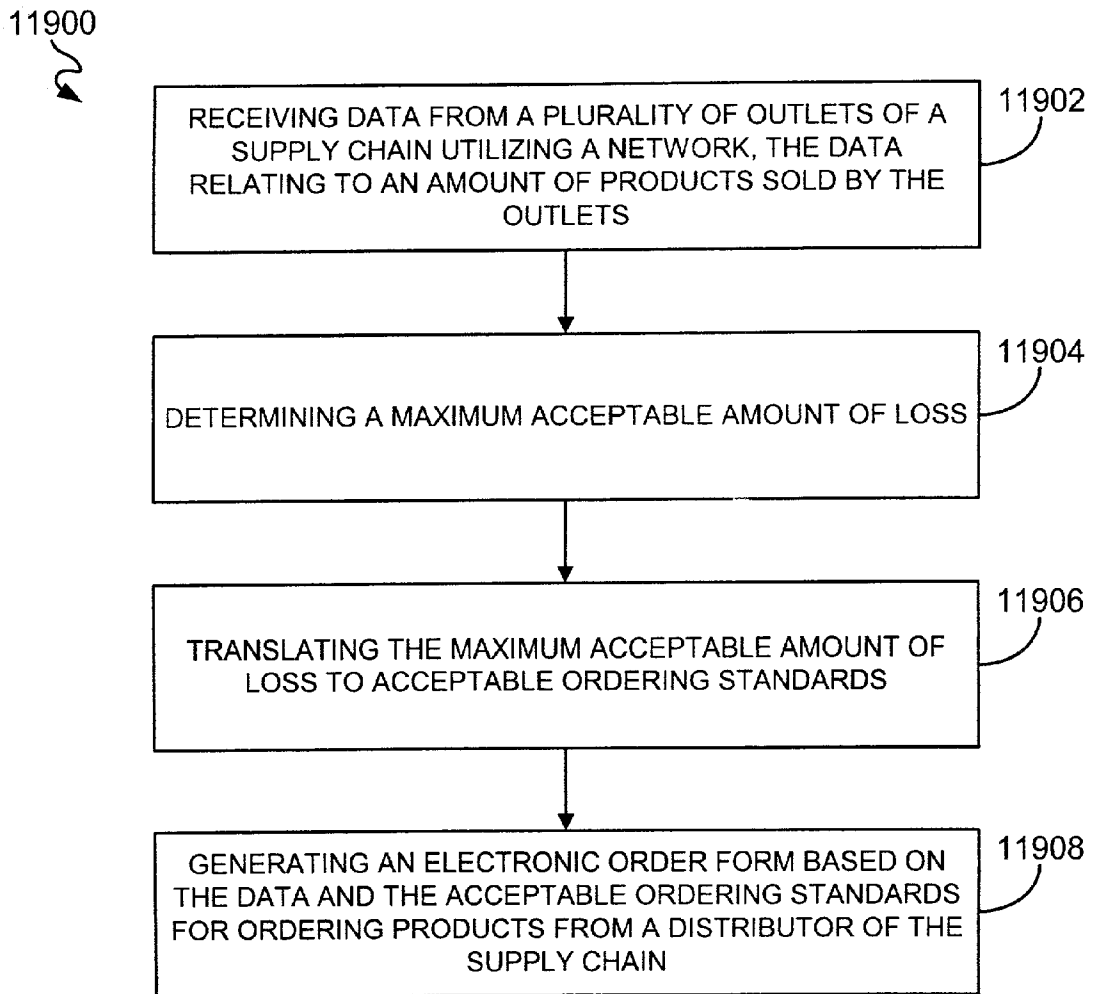 11900
RECEIVING DATA FROM A PLURALITY OF OUTLETS OF A
SUPPLY CHAIN UTILIZING A NETWORK, THE DATA
RELATING TO AN AMOUNT OF PRODUCTS SOLD BY THE
OUTLETS
11902
DETERMINING A MAXIMUM ACCEPTABLE AMOUNT OF LOSS
11904
TRANSLATING THE MAXIMUM ACCEPTABLE AMOUNT OF
LOSS TO ACCEPTABLE ORDERING STANDARDS
11906
GENERATING AN ELECTRONIC ORDER FORM BASED ON
THE DATA AND THE ACCEPTABLE ORDERING STANDARDS
FOR ORDERING PRODUCTS FROM A DISTRIBUTOR OF THE
SUPPLY CHAIN
11908